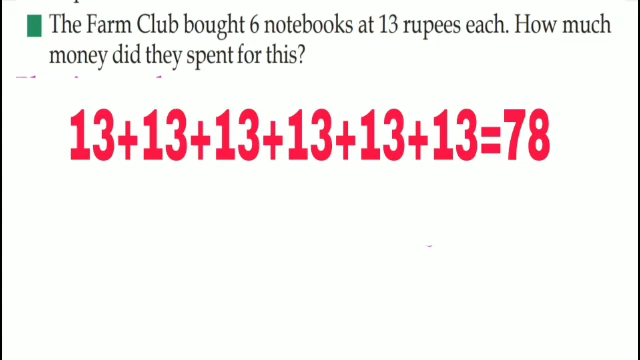 The Farm Club bought 6 notebooks at 13 rupees each. How much
money did they spent for this?
13+13+13+13+13+13=78